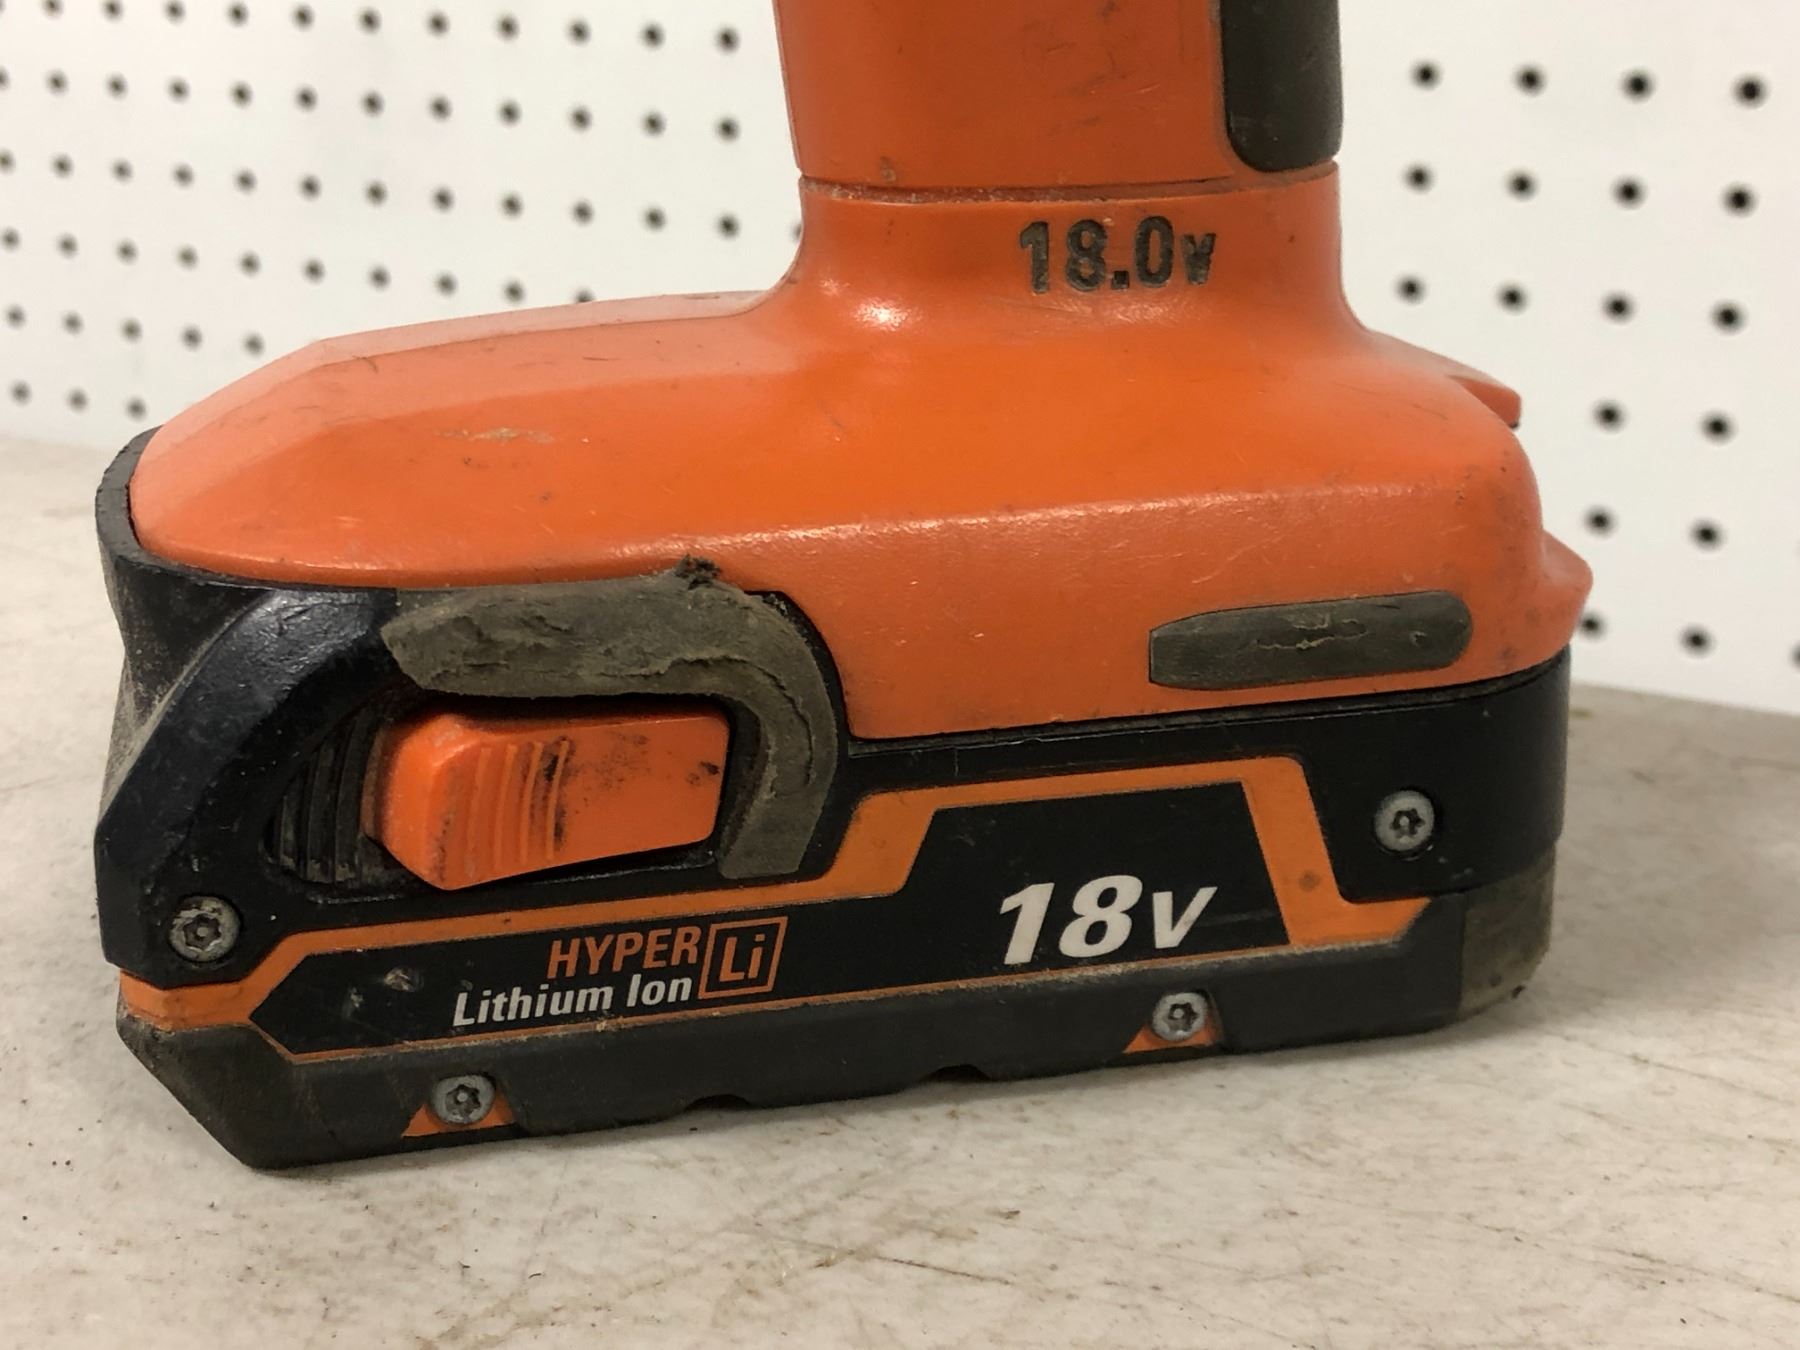 18.0v
18v
HYPER Li
Lithium Ion